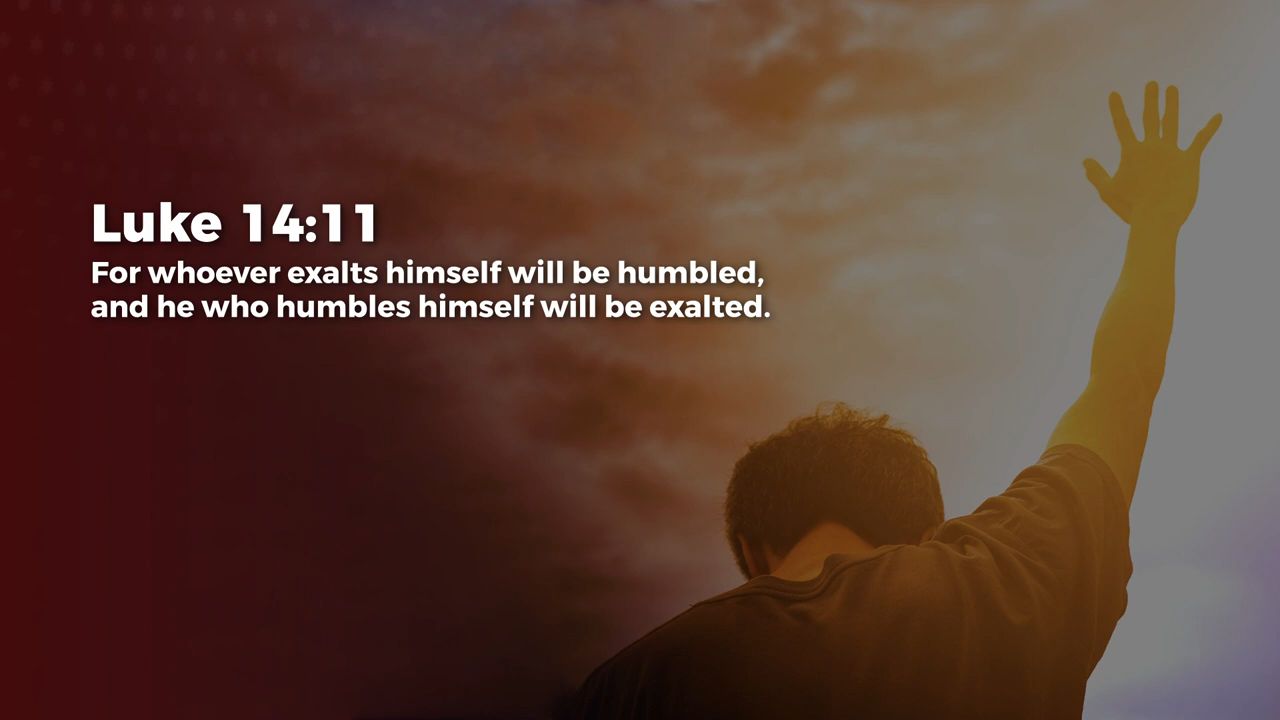 Luke 14:11
For whoever exalts himself will be humbled,
and he who humbles himself will be exalted.